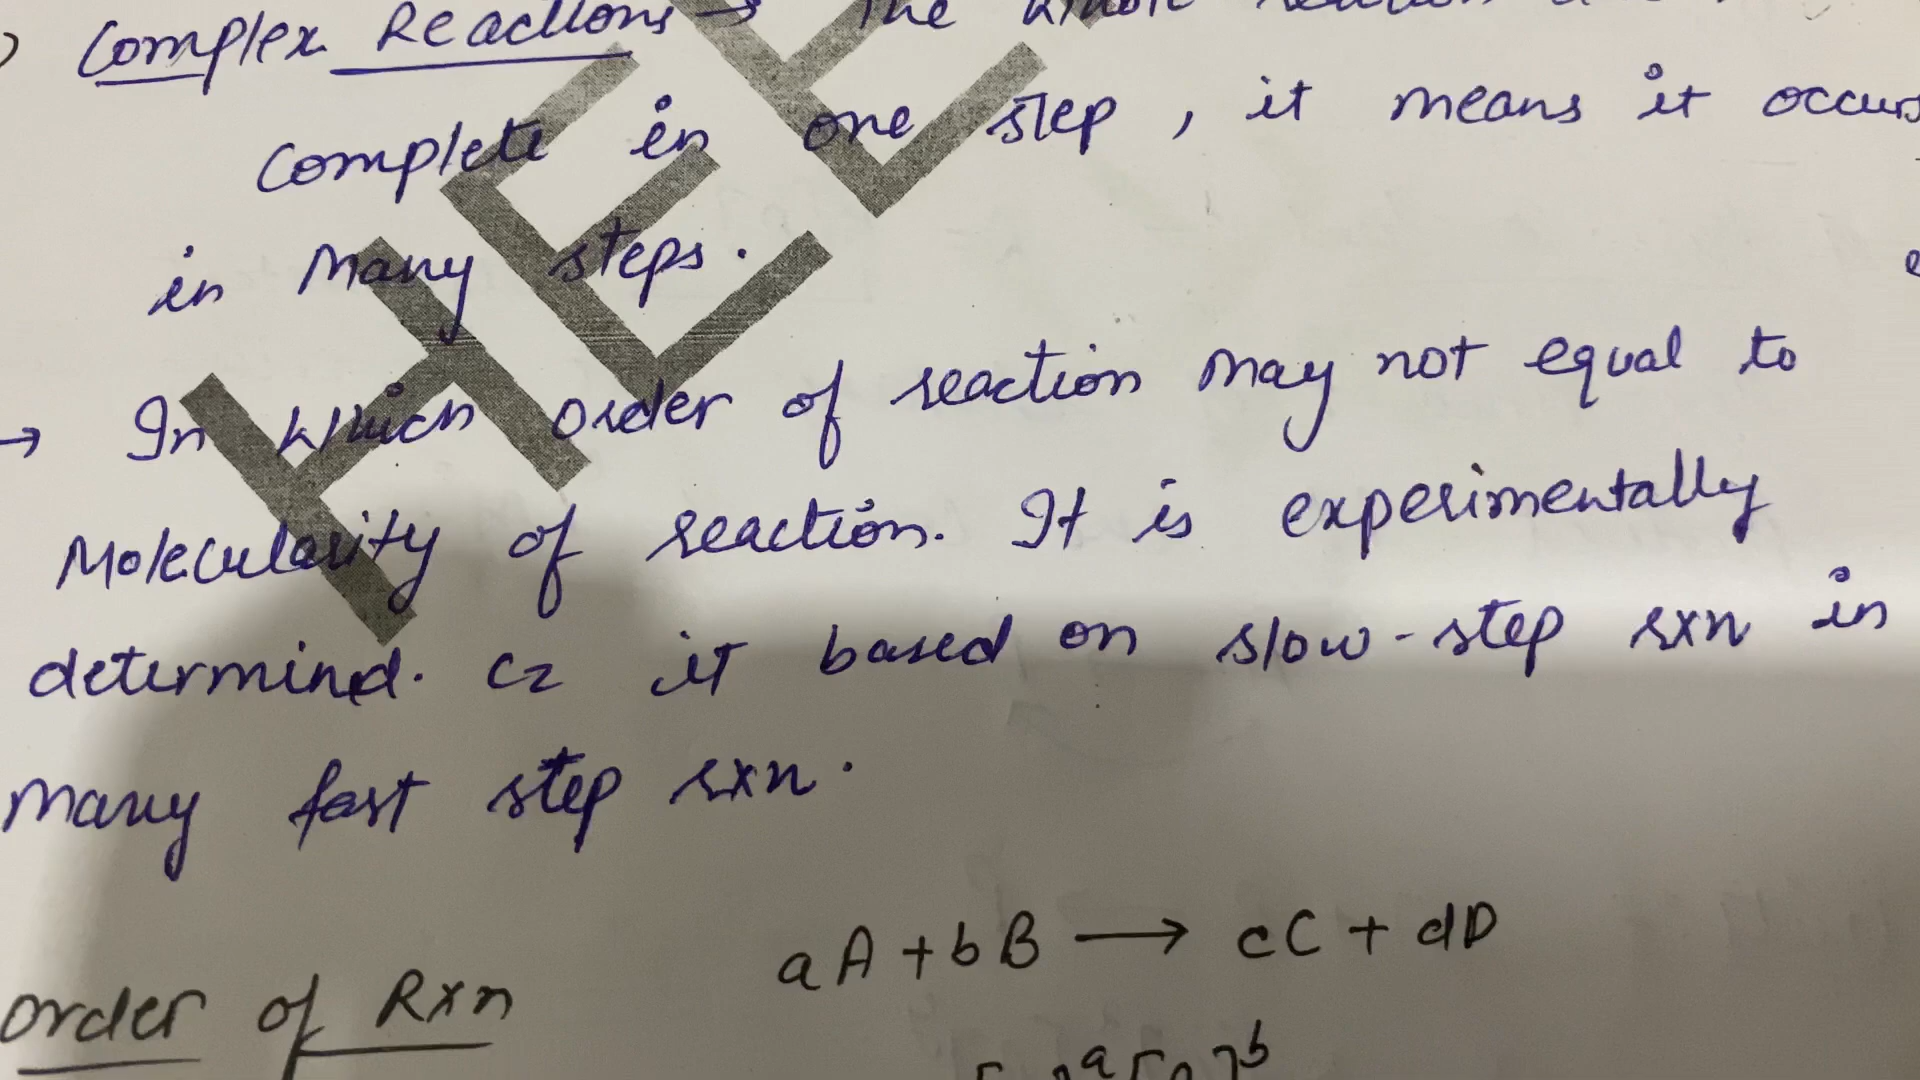 Complex Reactions → The
Complete in one step, it means it occurs
in Many steps.
→ In which order of reaction may not equal to
Molecularity of reaction. It is experimentally
determind. Cz it based on slow-step rxn in
Many fast step rxn.
aA + bB → cC + dD
Order of Rxn
HEE